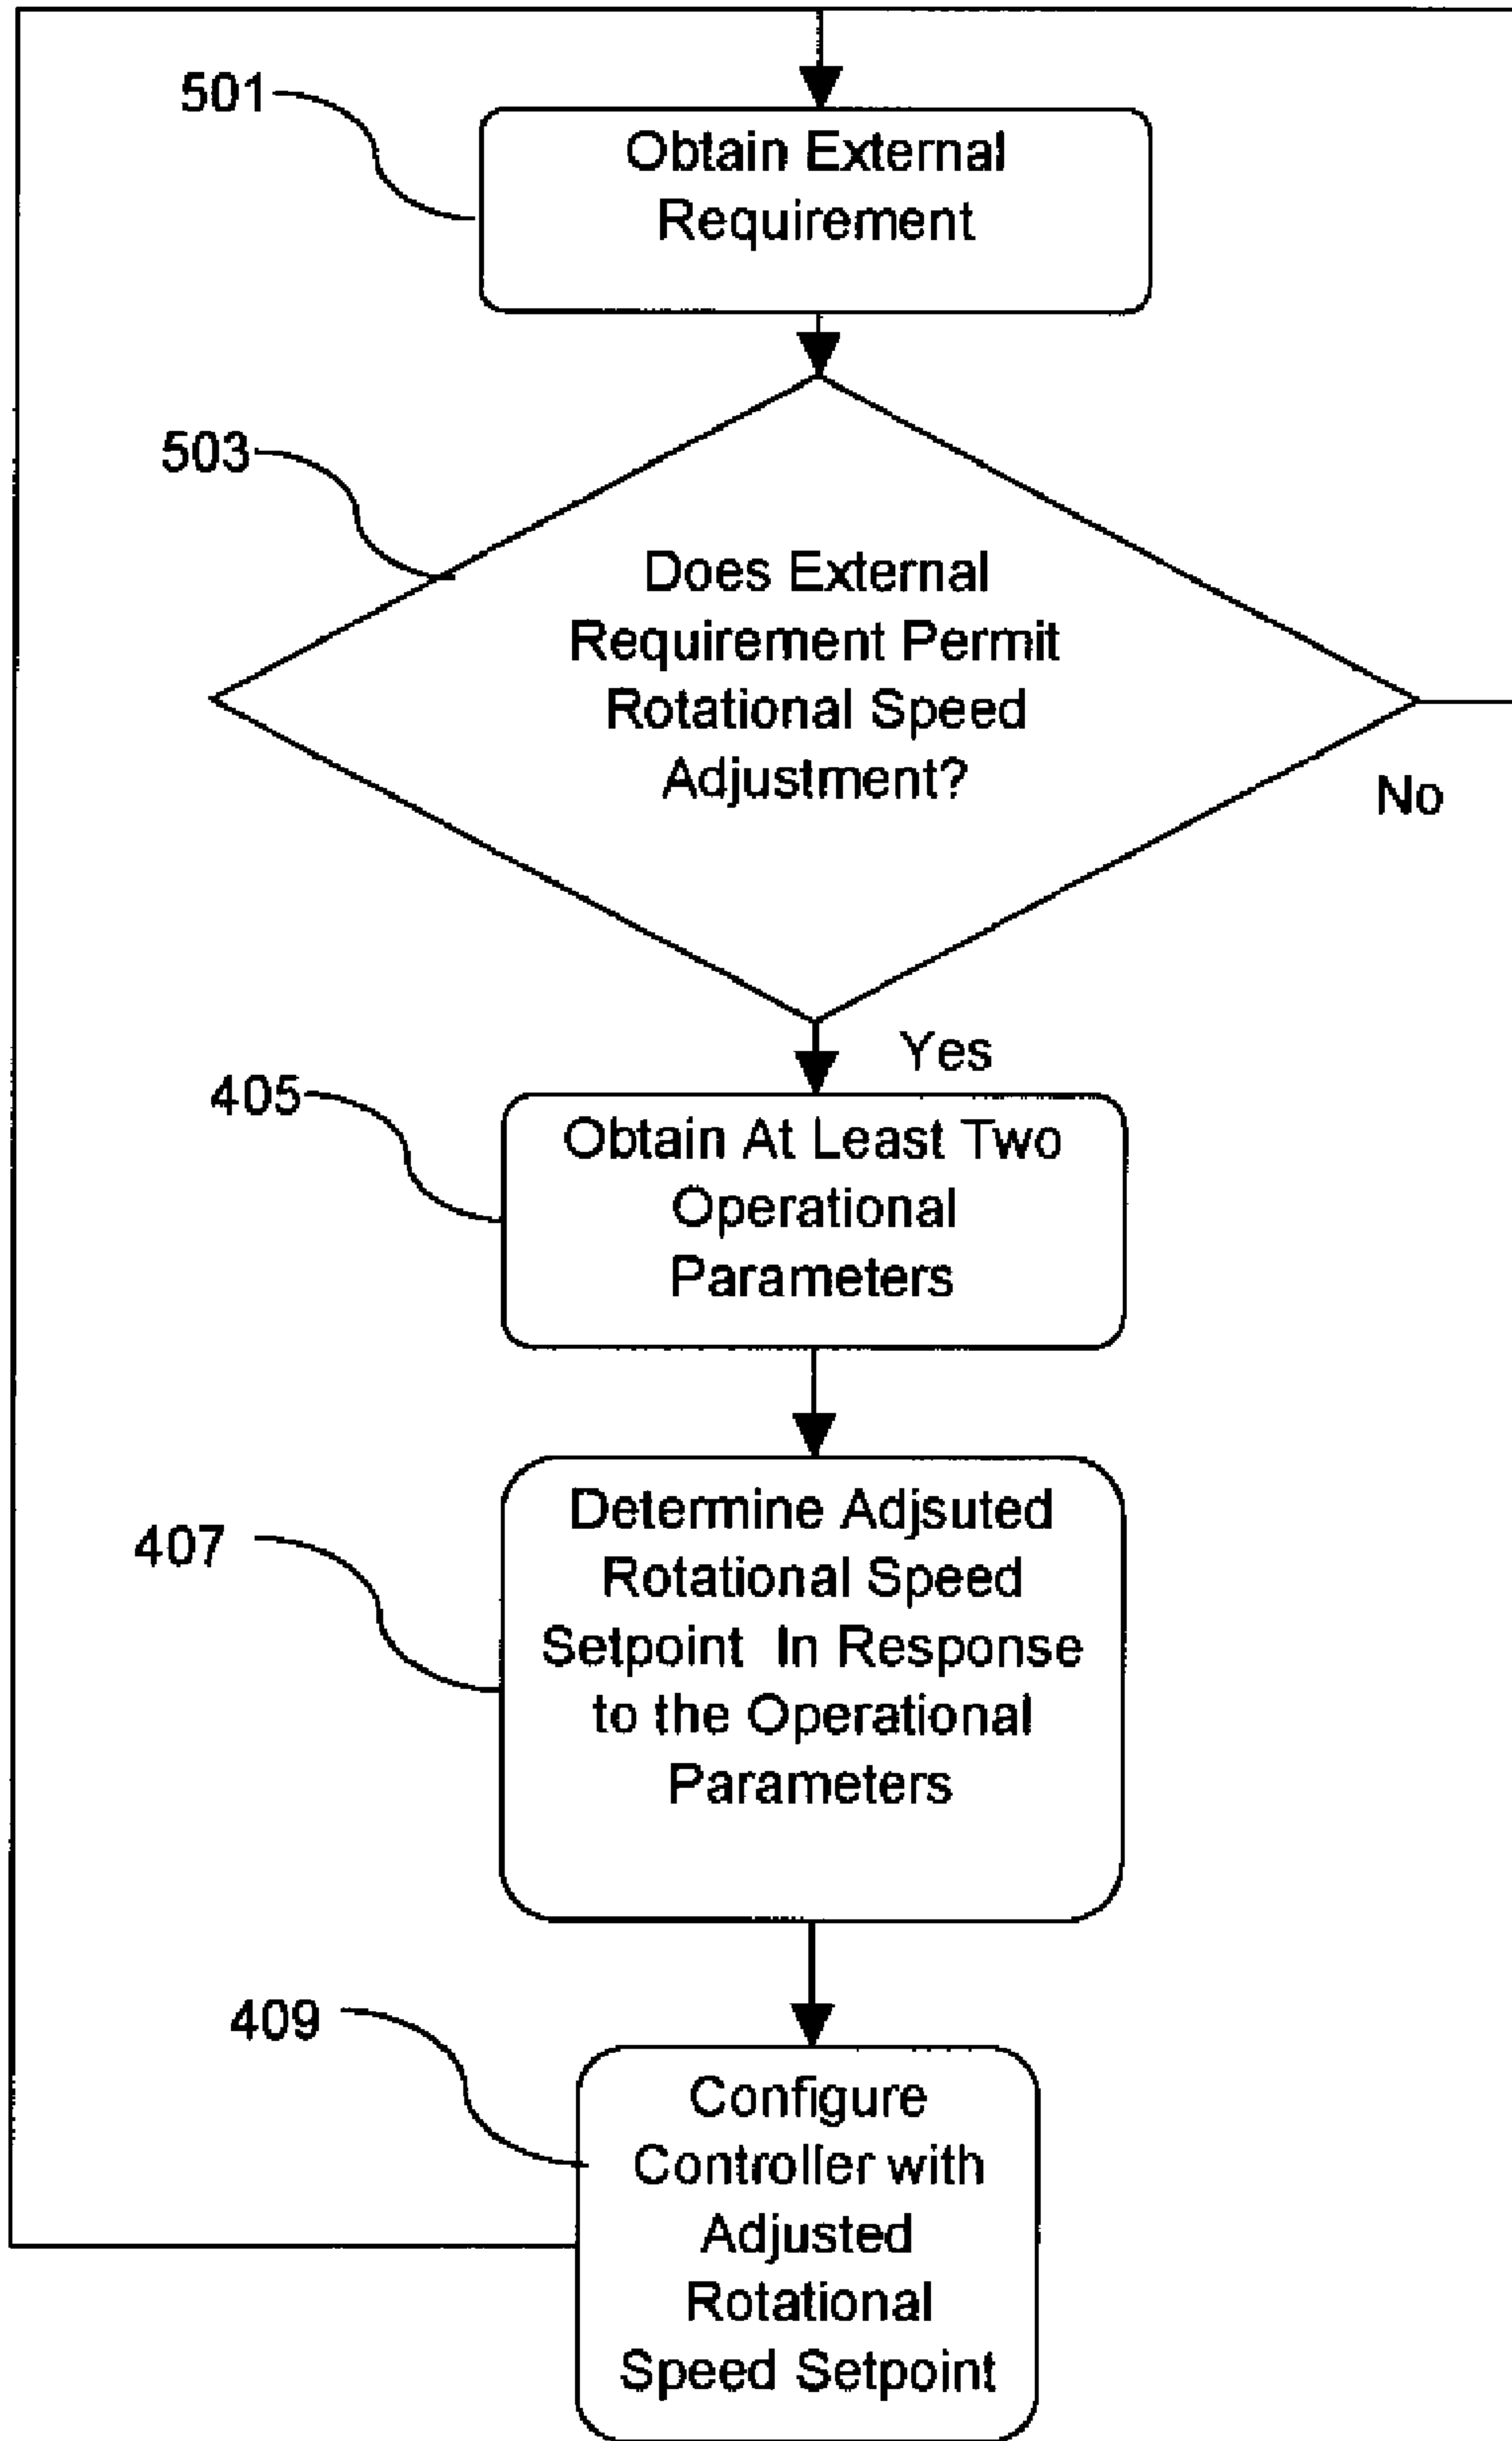 501
Obtain External
Requirement
503
Does External
Requirement Permit
Rotational Speed
Adjustment?
No
Yes
405
Obtain At Least Two
Operational
Parameters
407
Determine Adjsuted
Rotational Speed
Setpoint In Response
to the Operational
Parameters
409
Configure
Controller with
Adjusted
Rotational
Speed Setpoint